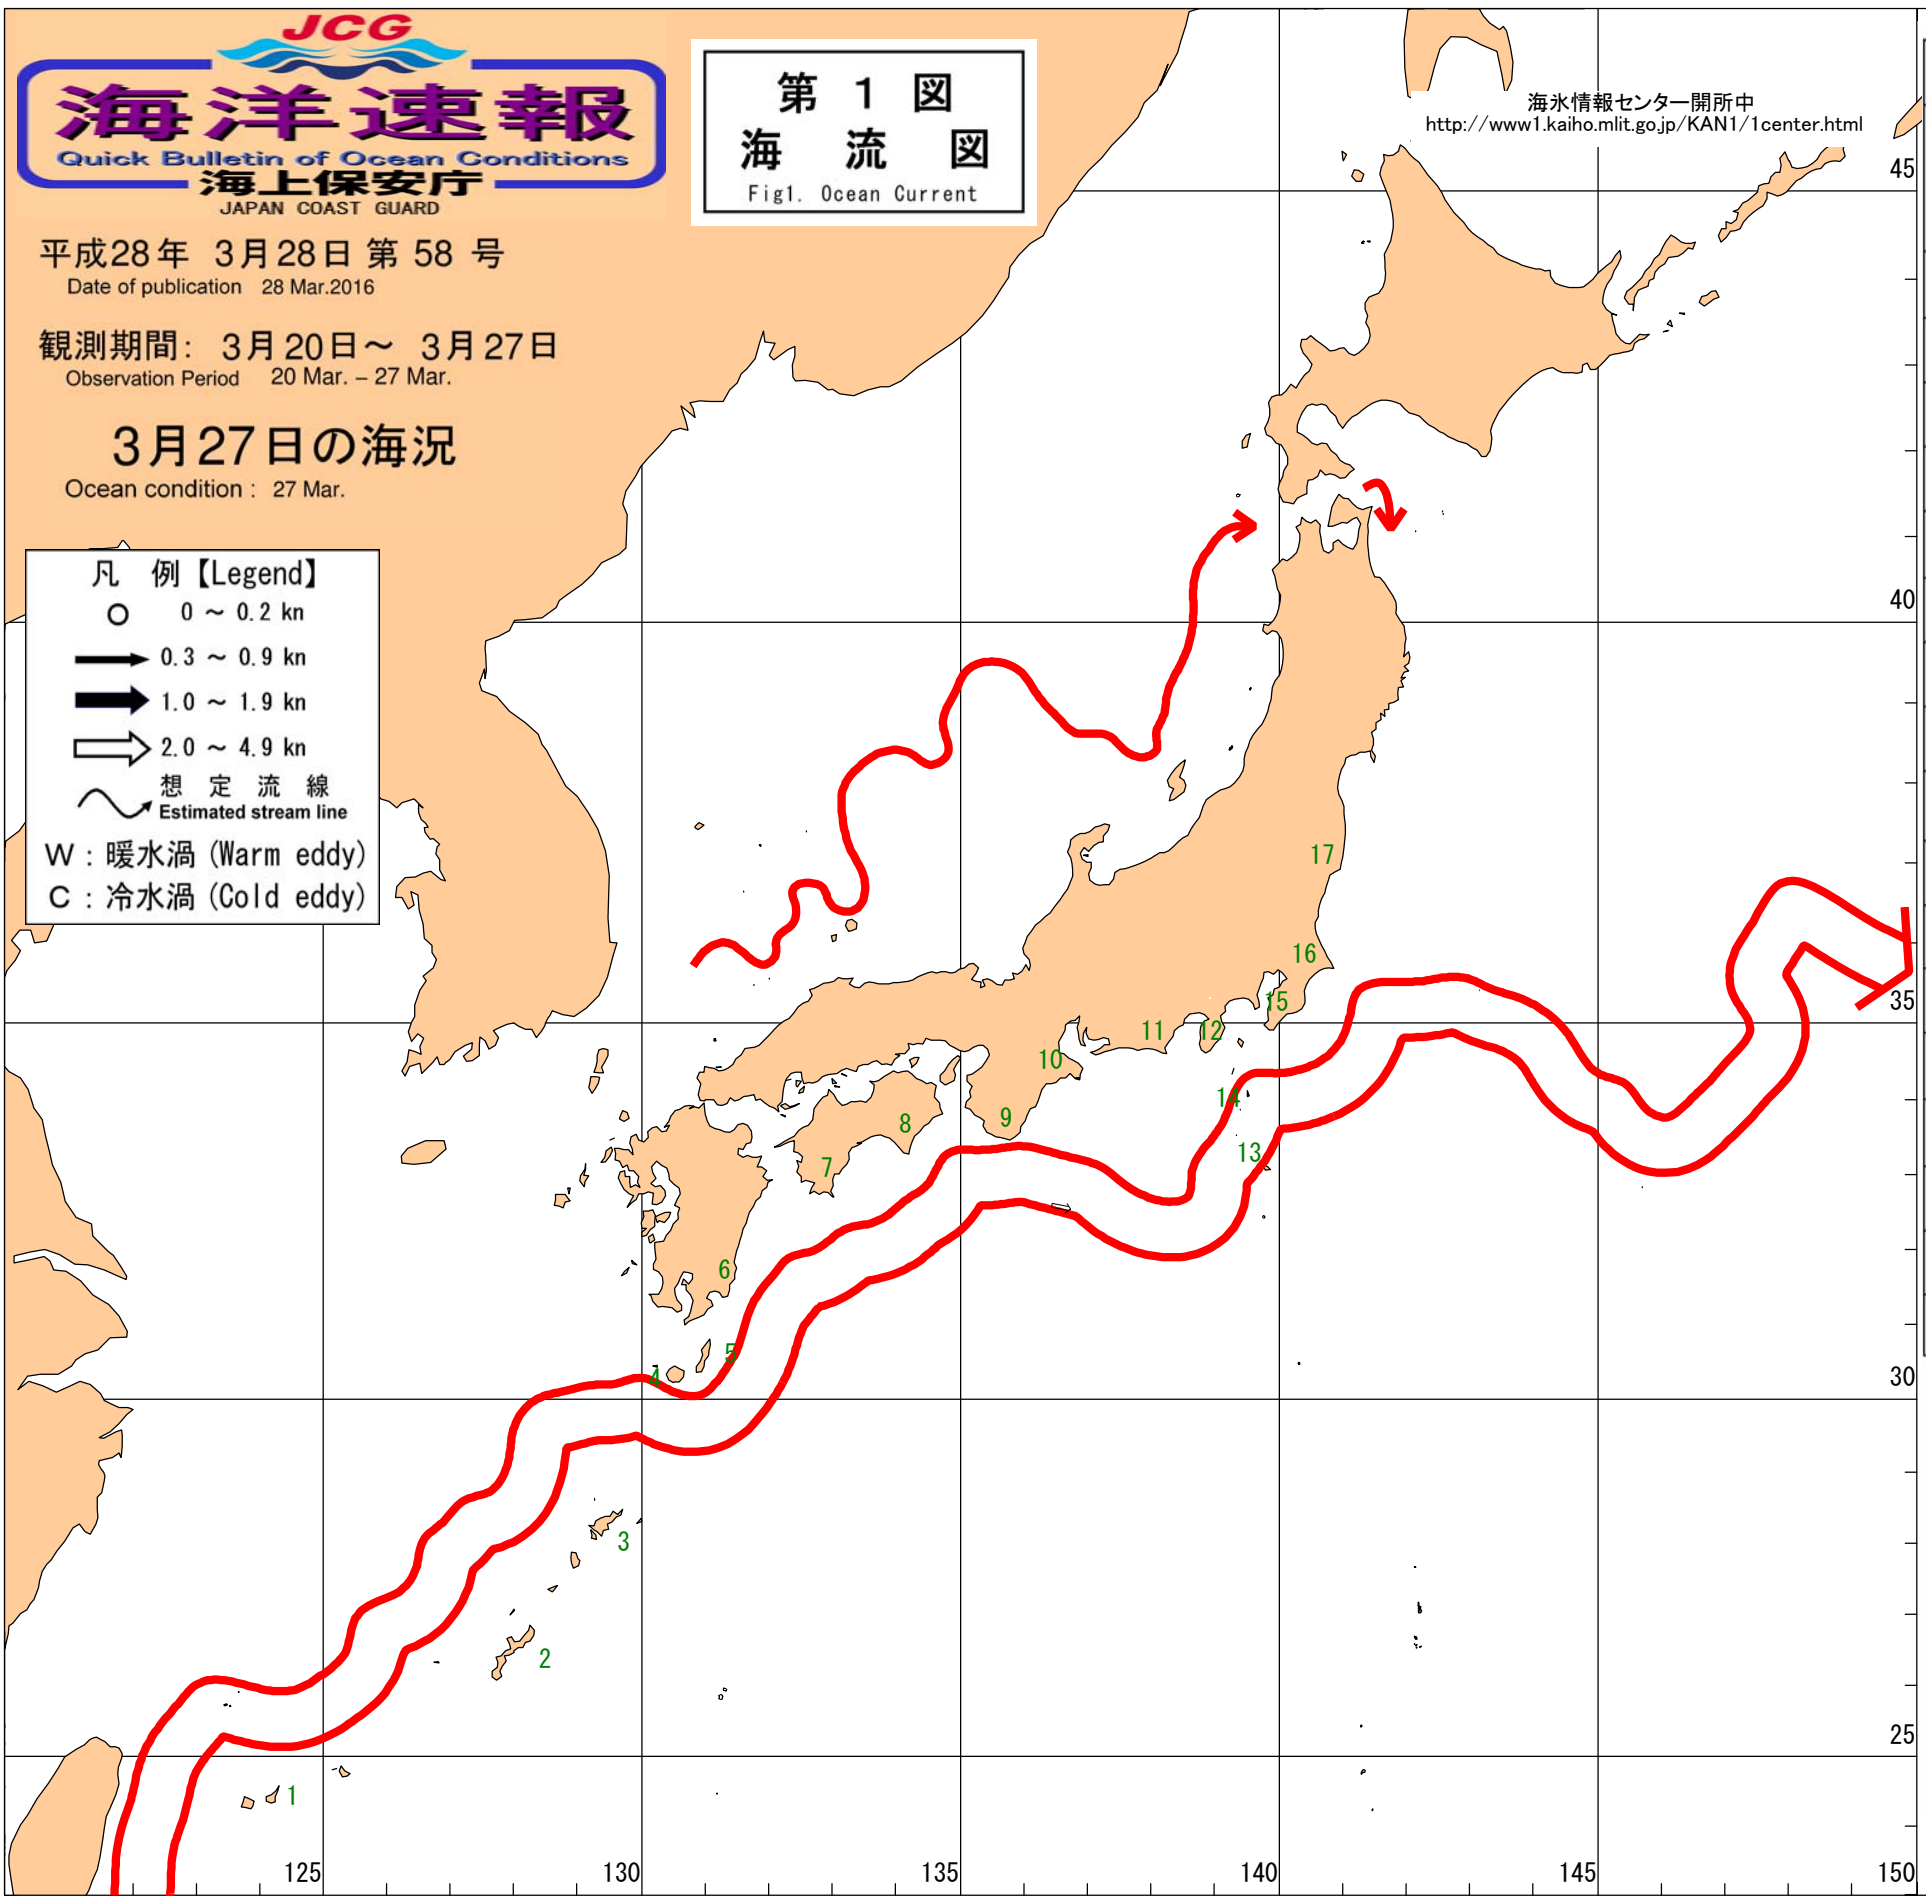 JCG
海洋速報
Quick Bulletin of Ocean Conditions
海上保安庁
JAPAN COAST GUARD
平成28年 3月28日 第 58 号
Date of publication 28 Mar.2016
観測期間: 3月20日～ 3月27日
Observation Period 20 Mar. – 27 Mar.
3月27日の海況
Ocean condition : 27 Mar.
第 1 図
海 流 図
Fig1. Ocean Current
海氷情報センター開所中
http://www1.kaiho.mlit.go.jp/KAN1/1center.html
凡 例【Legend】
0 ～ 0.2 kn
0.3 ～ 0.9 kn
1.0 ～ 1.9 kn
2.0 ～ 4.9 kn
想 定 流 線
Estimated stream line
W : 暖水渦 (Warm eddy)
C : 冷水渦 (Cold eddy)
45
40
17
16
35
15
11
12
10
14
9
8
13
7
6
5
4
30
3
2
25
1
125
130
135
140
145
150